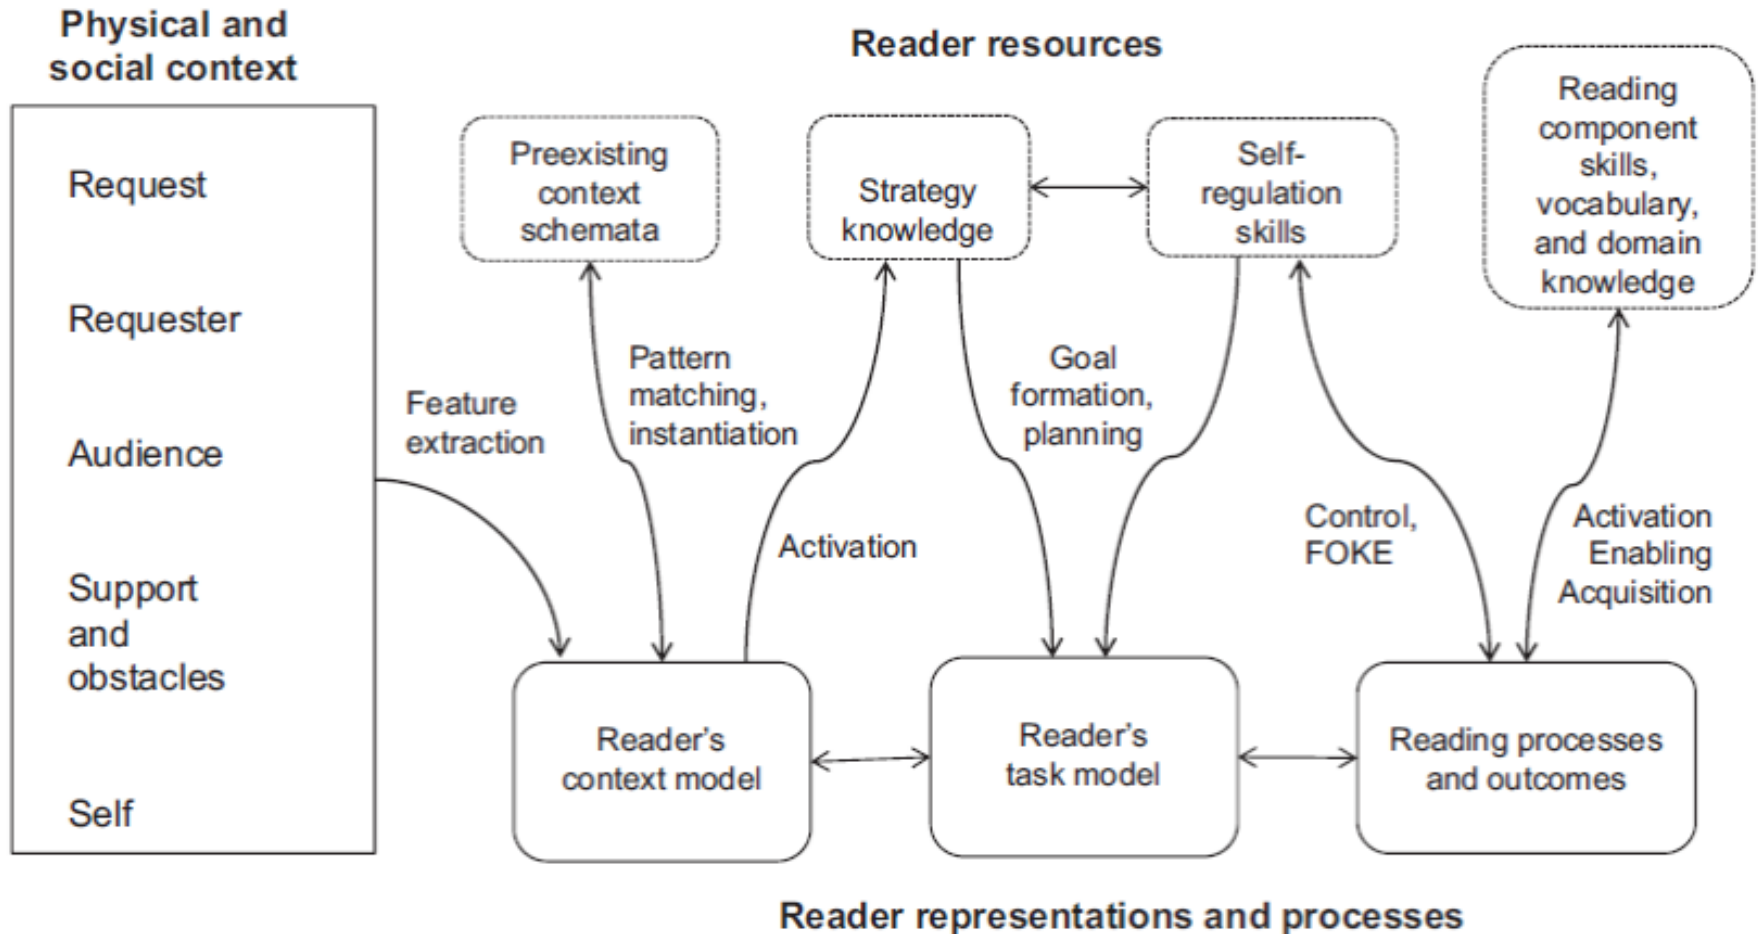 Physical and
social context
Request
Requester
Audience
Support
and
obstacles
Self
Reader resources
Preexisting
context
schemata
Strategy
knowledge
Self-
regulation
skills
Reading
component
skills,
vocabulary,
and domain
knowledge
Feature
extraction
Pattern
matching,
instantiation
Activation
Goal
formation,
planning
Control,
FOKE
Activation
Enabling
Acquisition
Reader's
context model
Reader's
task model
Reading processes
and outcomes
Reader representations and processes